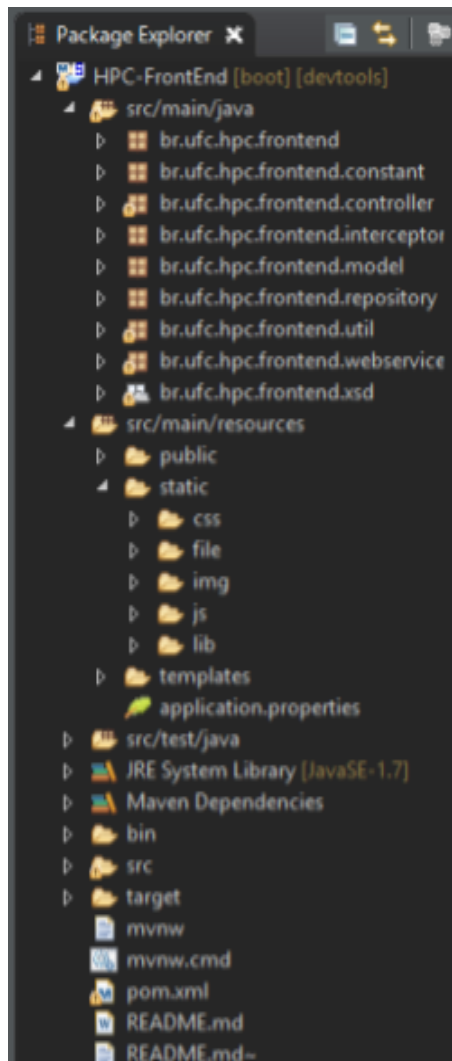 Package Explorer
HPC-FrontEnd [boot] [devtools]
src/main/java
br.ufc.hpc.frontend
br.ufc.hpc.frontend.constant
br.ufc.hpc.frontend.controller
br.ufc.hpc.frontend.interceptor
br.ufc.hpc.frontend.model
br.ufc.hpc.frontend.repository
br.ufc.hpc.frontend.util
br.ufc.hpc.frontend.webservice
br.ufc.hpc.frontend.xsd
src/main/resources
public
static
css
file
img
js
lib
templates
application.properties
src/test/java
JRE System Library [JavaSE-1.7]
Maven Dependencies
bin
src
target
mvnw
mvnw.cmd
pom.xml
README.md
README.md~